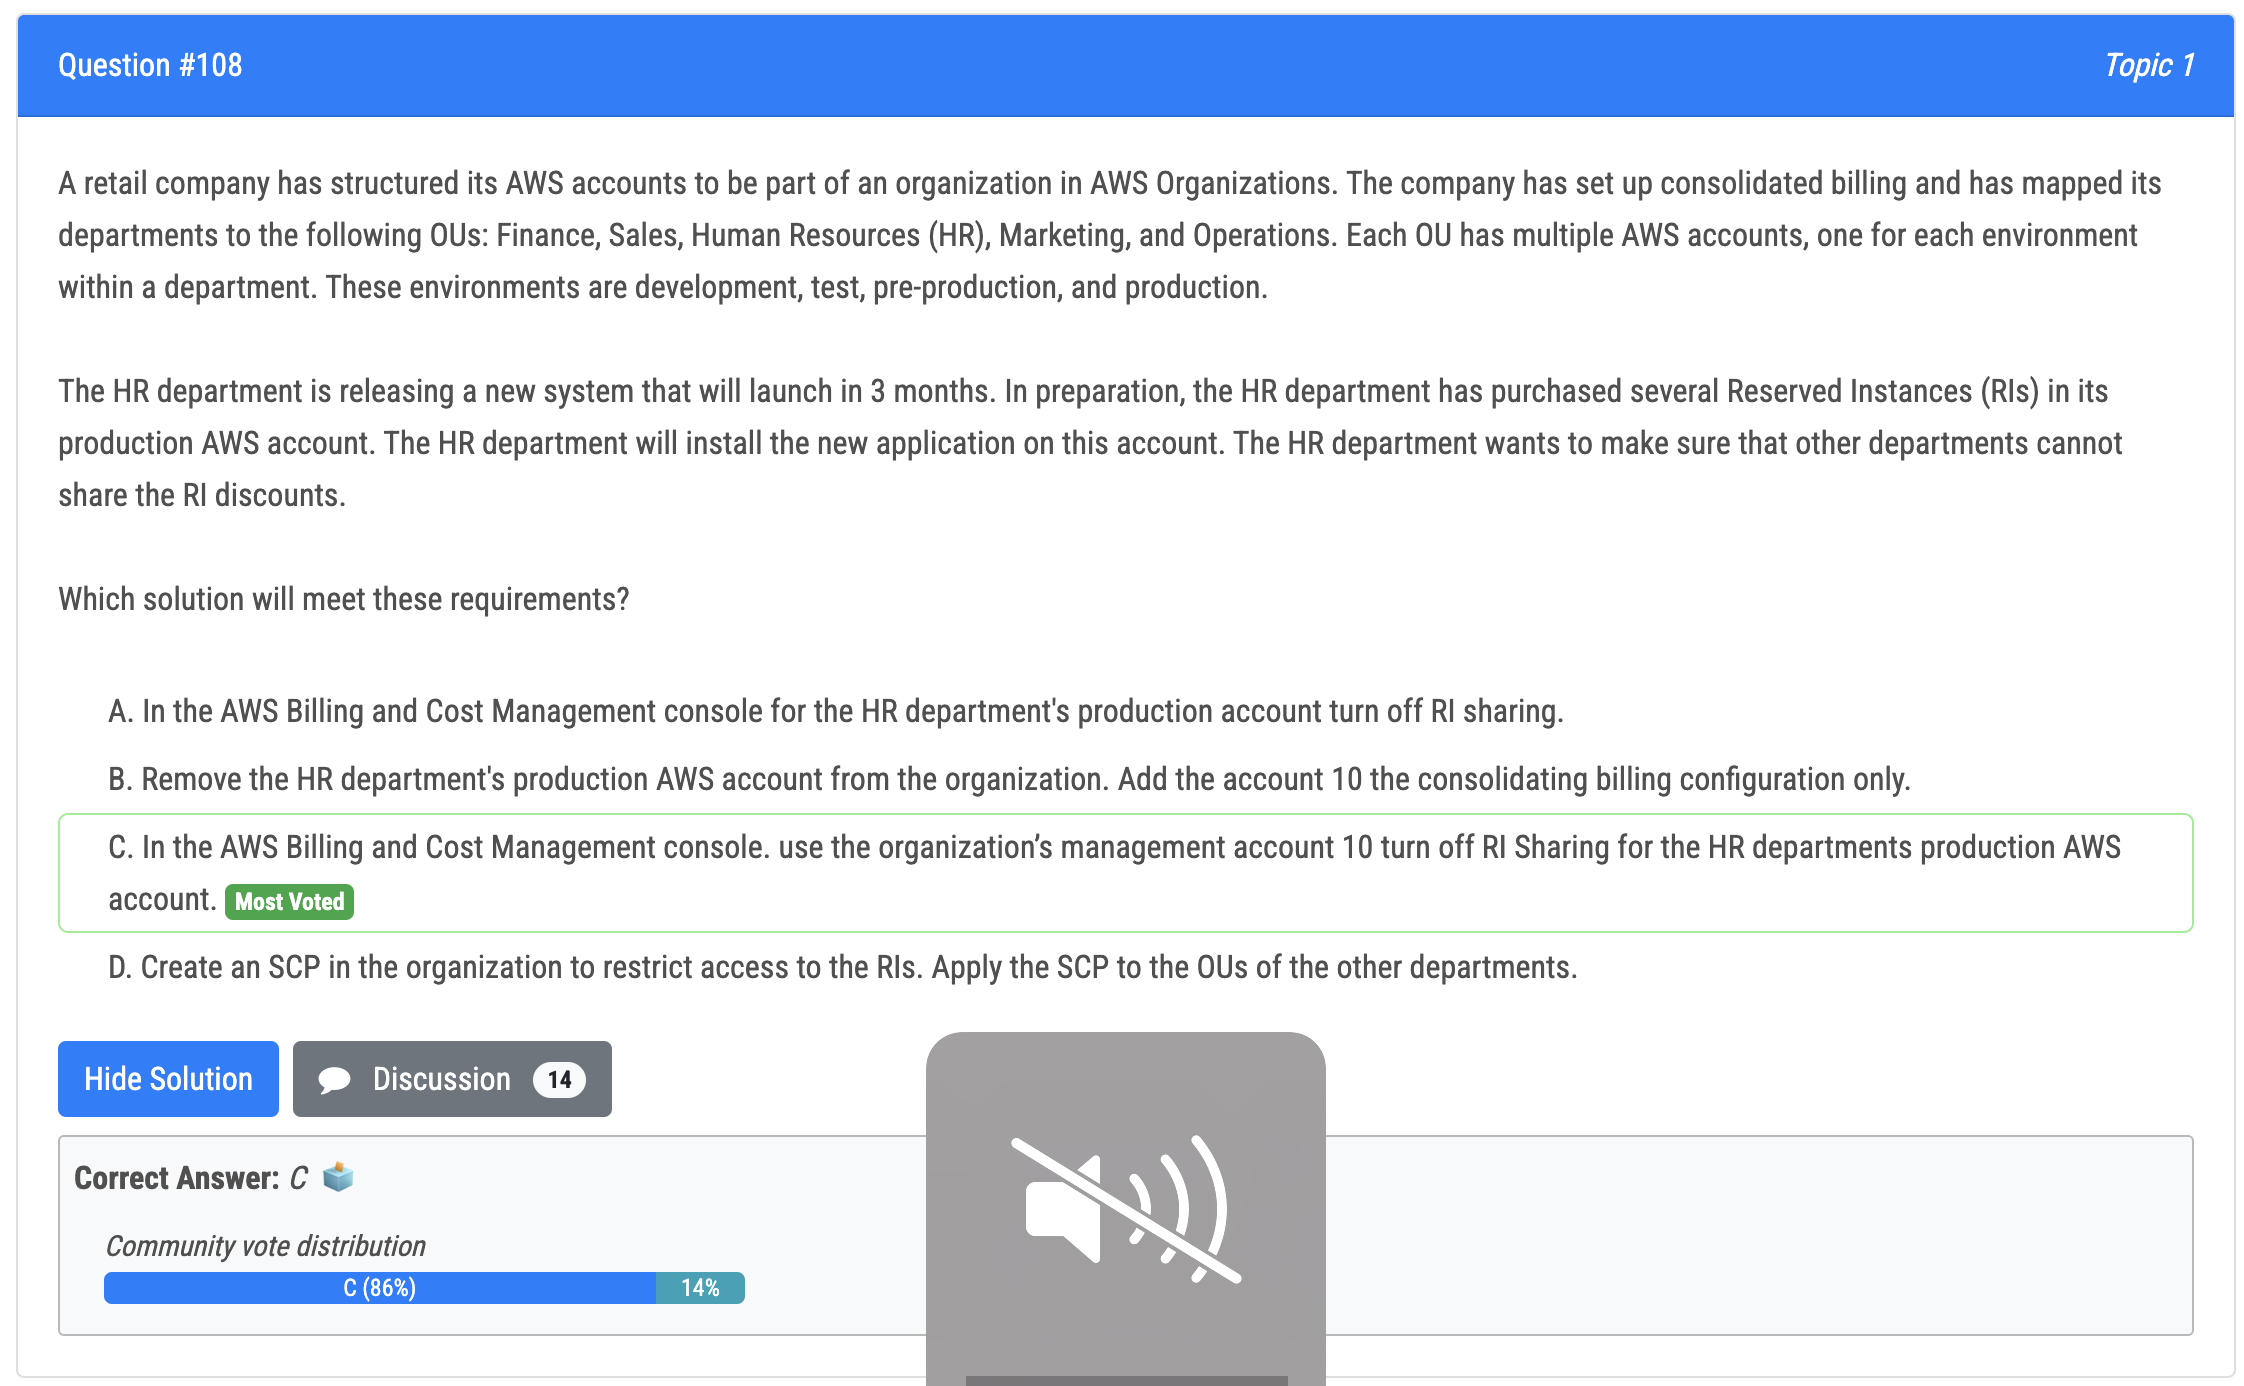 Question #108
Topic 1
A retail company has structured its AWS accounts to be part of an organization in AWS Organizations. The company has set up consolidated billing and has mapped its
departments to the following OUs: Finance, Sales, Human Resources (HR), Marketing, and Operations. Each OU has multiple AWS accounts, one for each environment
within a department. These environments are development, test, pre-production, and production.
The HR department is releasing a new system that will launch in 3 months. In preparation, the HR department has purchased several Reserved Instances (RIs) in its
production AWS account. The HR department will install the new application on this account. The HR department wants to make sure that other departments cannot
share the RI discounts.
Which solution will meet these requirements?
A. In the AWS Billing and Cost Management console for the HR department's production account turn off RI sharing.
B. Remove the HR department's production AWS account from the organization. Add the account 10 the consolidating billing configuration only.
C. In the AWS Billing and Cost Management console. use the organization’s management account 10 turn off RI Sharing for the HR departments production AWS
account. Most Voted
D. Create an SCP in the organization to restrict access to the RIs. Apply the SCP to the OUs of the other departments.
Hide Solution Discussion 14
Correct Answer: C
Community vote distribution
C (86%) 14%